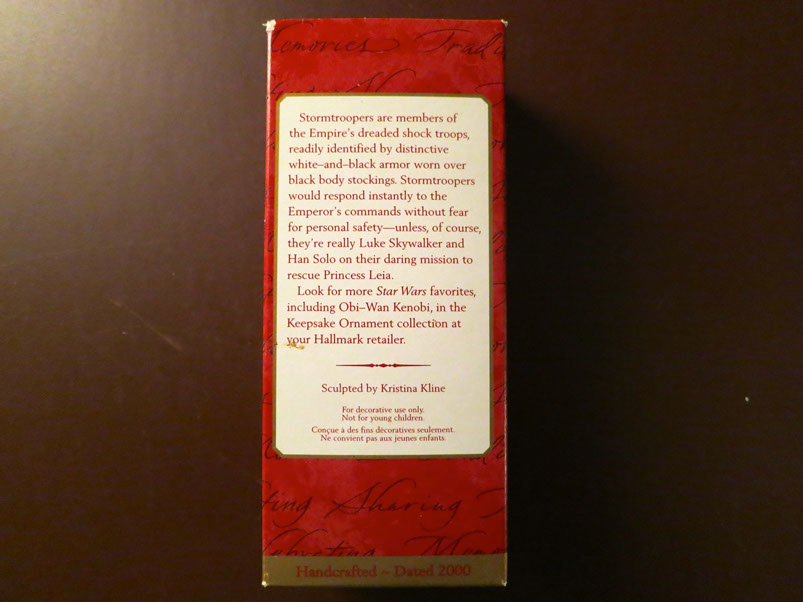 Memories Tradi
Stormtroopers are members of
the Empire's dreaded shock troops,
readily identified by distinctive
white–and–black armor worn over
black body stockings. Stormtroopers
would respond instantly to the
Emperor's commands without fear
for personal safety—unless, of course,
they're really Luke Skywalker and
Han Solo on their daring mission to
rescue Princess Leia.
Look for more Star Wars favorites,
including Obi–Wan Kenobi, in the
Keepsake Ornament collection at
your Hallmark retailer.
Sculpted by Kristina Kline
For decorative use only.
Not for young children.
Conçue à des fins décoratives seulement.
Ne convient pas aux jeunes enfants.
ting Sharing
Handcrafted ~ Dated 2000